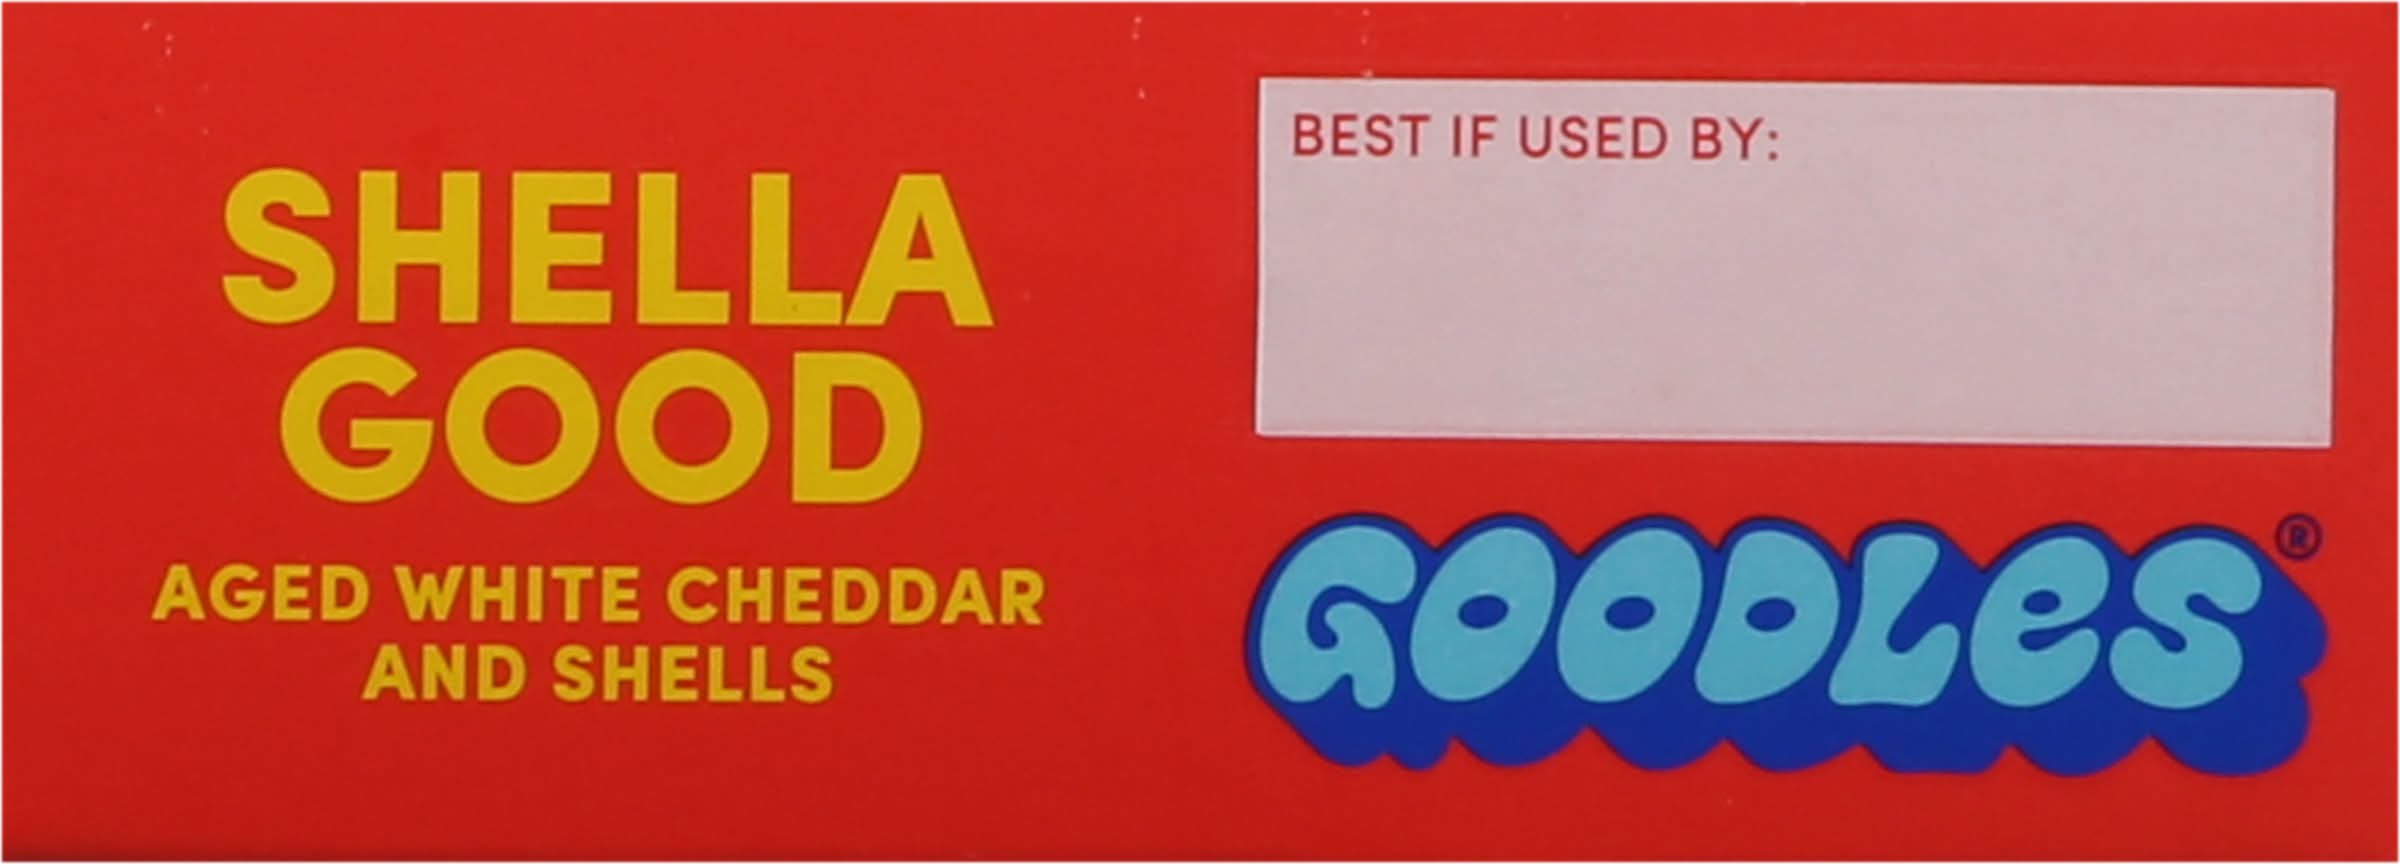 SHELLA
GOOD
AGED WHITE CHEDDAR
AND SHELLS
BEST IF USED BY:
GOODLES®